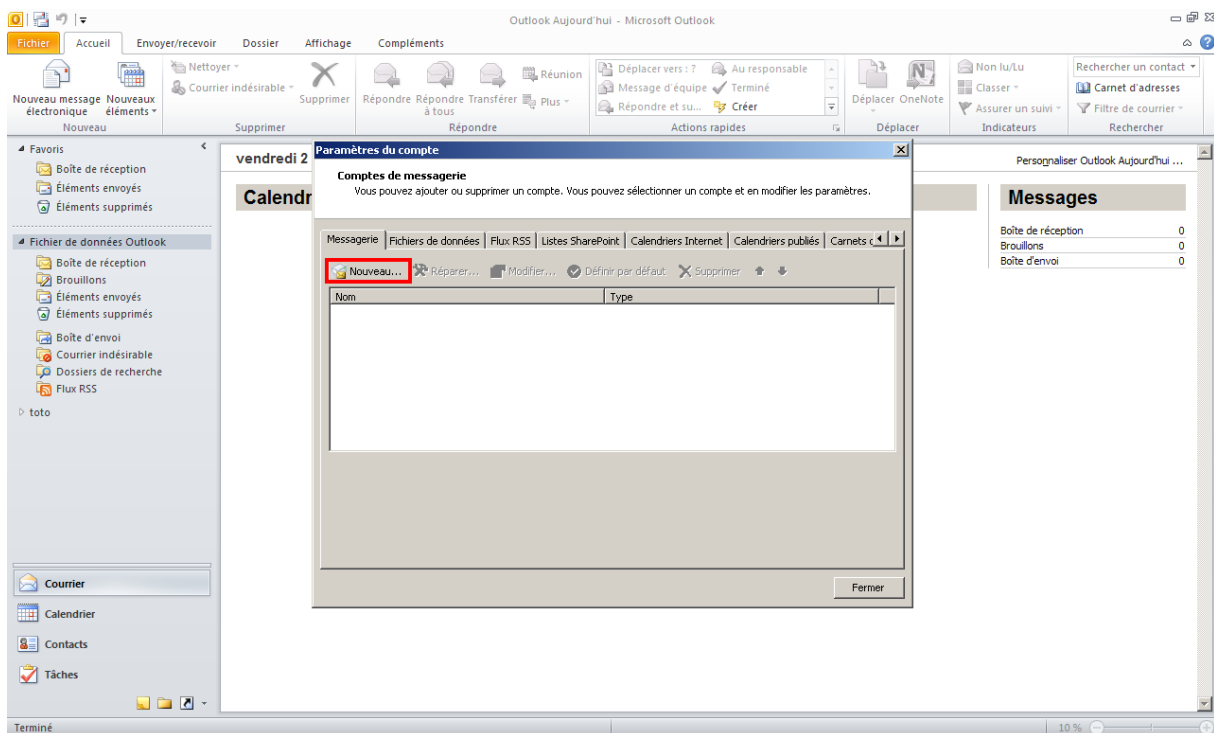 Outlook Aujourd'hui - Microsoft Outlook
Fichier Accueil Envoyer/recevoir Dossier Affichage Compléments
Nouveau message électronique
Nouveaux éléments
Nouveau
Nettoyer
Courrier indésirable
Supprimer
Supprimer
Répondre
Répondre à tous
Transférer
Réunion
Plus
Répondre
Déplacer vers : ?
Message d'équipe
Répondre et su...
Au responsable
Terminé
Créer
Actions rapides
Déplacer
OneNote
Déplacer
Non lu/Lu
Classer
Assurer un suivi
Indicateurs
Rechercher un contact
Carnet d'adresses
Filtre de courrier
Rechercher
Favoris
Boîte de réception
Éléments envoyés
Éléments supprimés
Fichier de données Outlook
Boîte de réception
Brouillons
Éléments envoyés
Éléments supprimés
Boîte d'envoi
Courrier indésirable
Dossiers de recherche
Flux RSS
toto
Courrier
Calendrier
Contacts
Tâches
vendredi 2
Calendr
Personnaliser Outlook Aujourd'hui ...
Messages
Boîte de réception 0
Brouillons 0
Boîte d'envoi 0
Paramètres du compte
Comptes de messagerie
Vous pouvez ajouter ou supprimer un compte. Vous pouvez sélectionner un compte et en modifier les paramètres.
Messagerie Fichiers de données Flux RSS Listes SharePoint Calendriers Internet Calendriers publiés Carnets
Nouveau... Réparer... Modifier... Définir par défaut Supprimer
Nom Type
Fermer
Terminé
10 %